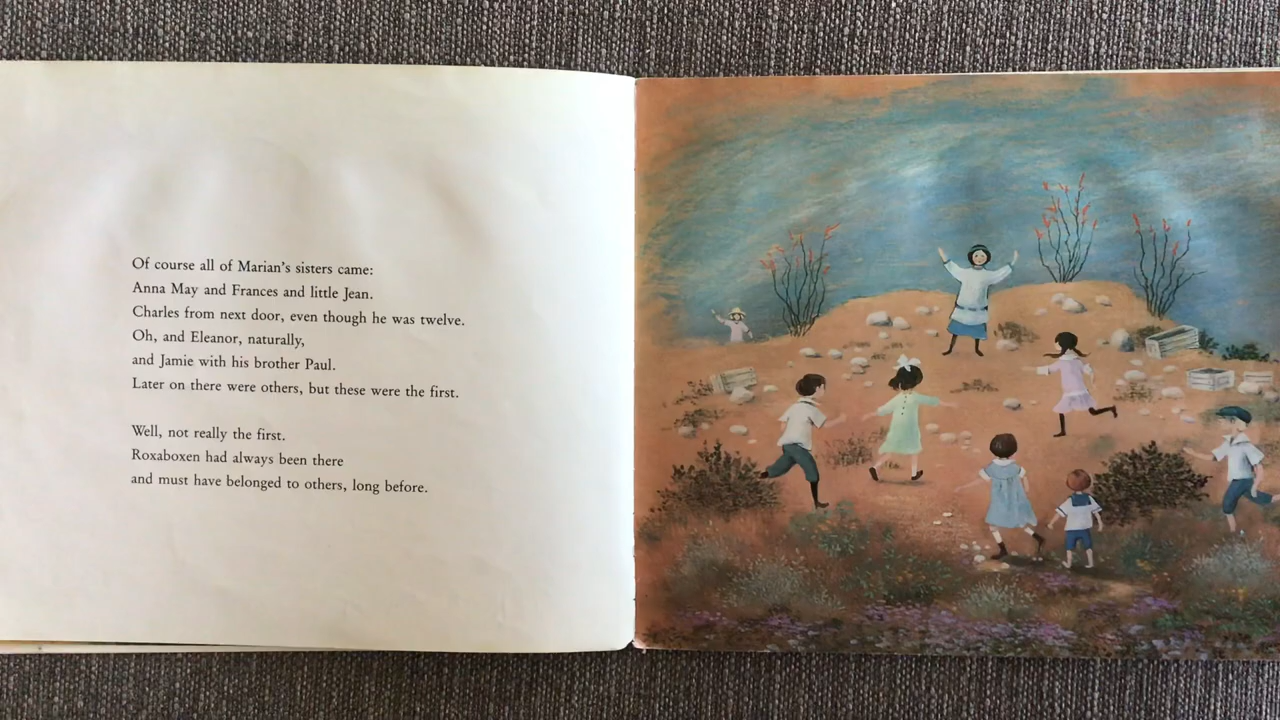 Of course all of Marian's sisters came:
Anna May and Frances and little Jean.
Charles from next door, even though he was twelve.
Oh, and Eleanor, naturally,
and Jamie with his brother Paul.
Later on there were others, but these were the first.
Well, not really the first.
Roxaboxen had always been there
and must have belonged to others, long before.